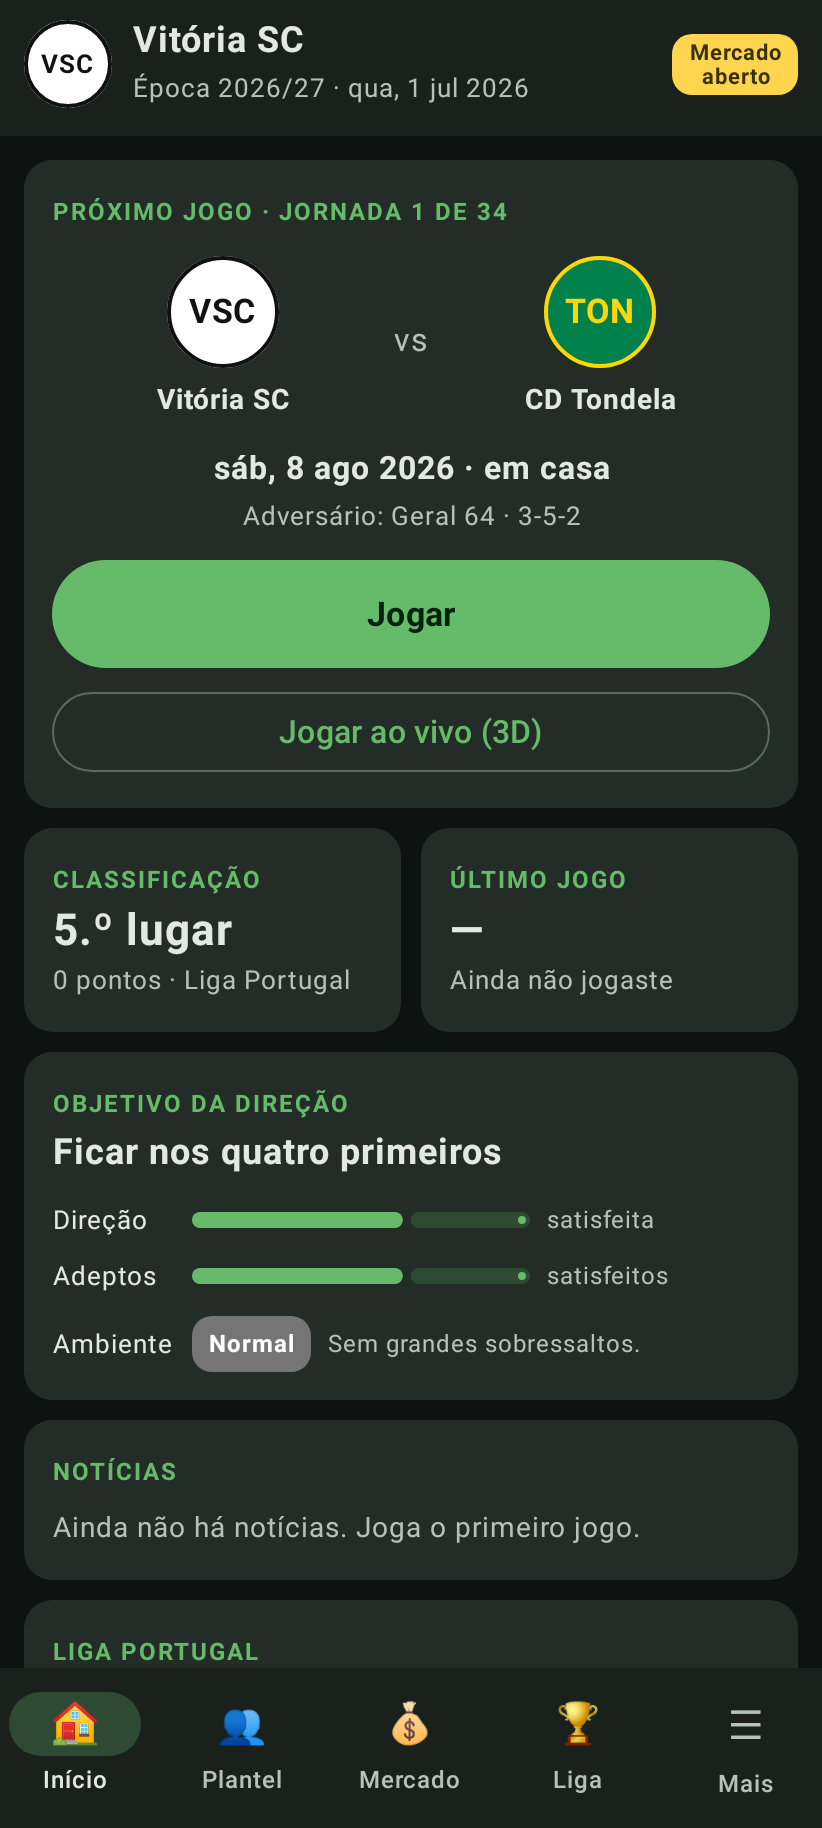 VSC
Vitória SC
Época 2026/27 · qua, 1 jul 2026
Mercado
aberto
PRÓXIMO JOGO · JORNADA 1 DE 34
VSC
vs
TON
Vitória SC
CD Tondela
sáb, 8 ago 2026 · em casa
Adversário: Geral 64 · 3-5-2
Jogar
Jogar ao vivo (3D)
CLASSIFICAÇÃO
5.º lugar
0 pontos · Liga Portugal
ÚLTIMO JOGO
—
Ainda não jogaste
OBJETIVO DA DIREÇÃO
Ficar nos quatro primeiros
Direção satisfeita
Adeptos satisfeitos
Ambiente Normal Sem grandes sobressaltos.
NOTÍCIAS
Ainda não há notícias. Joga o primeiro jogo.
LIGA PORTUGAL
Início
Plantel
Mercado
Liga
Mais